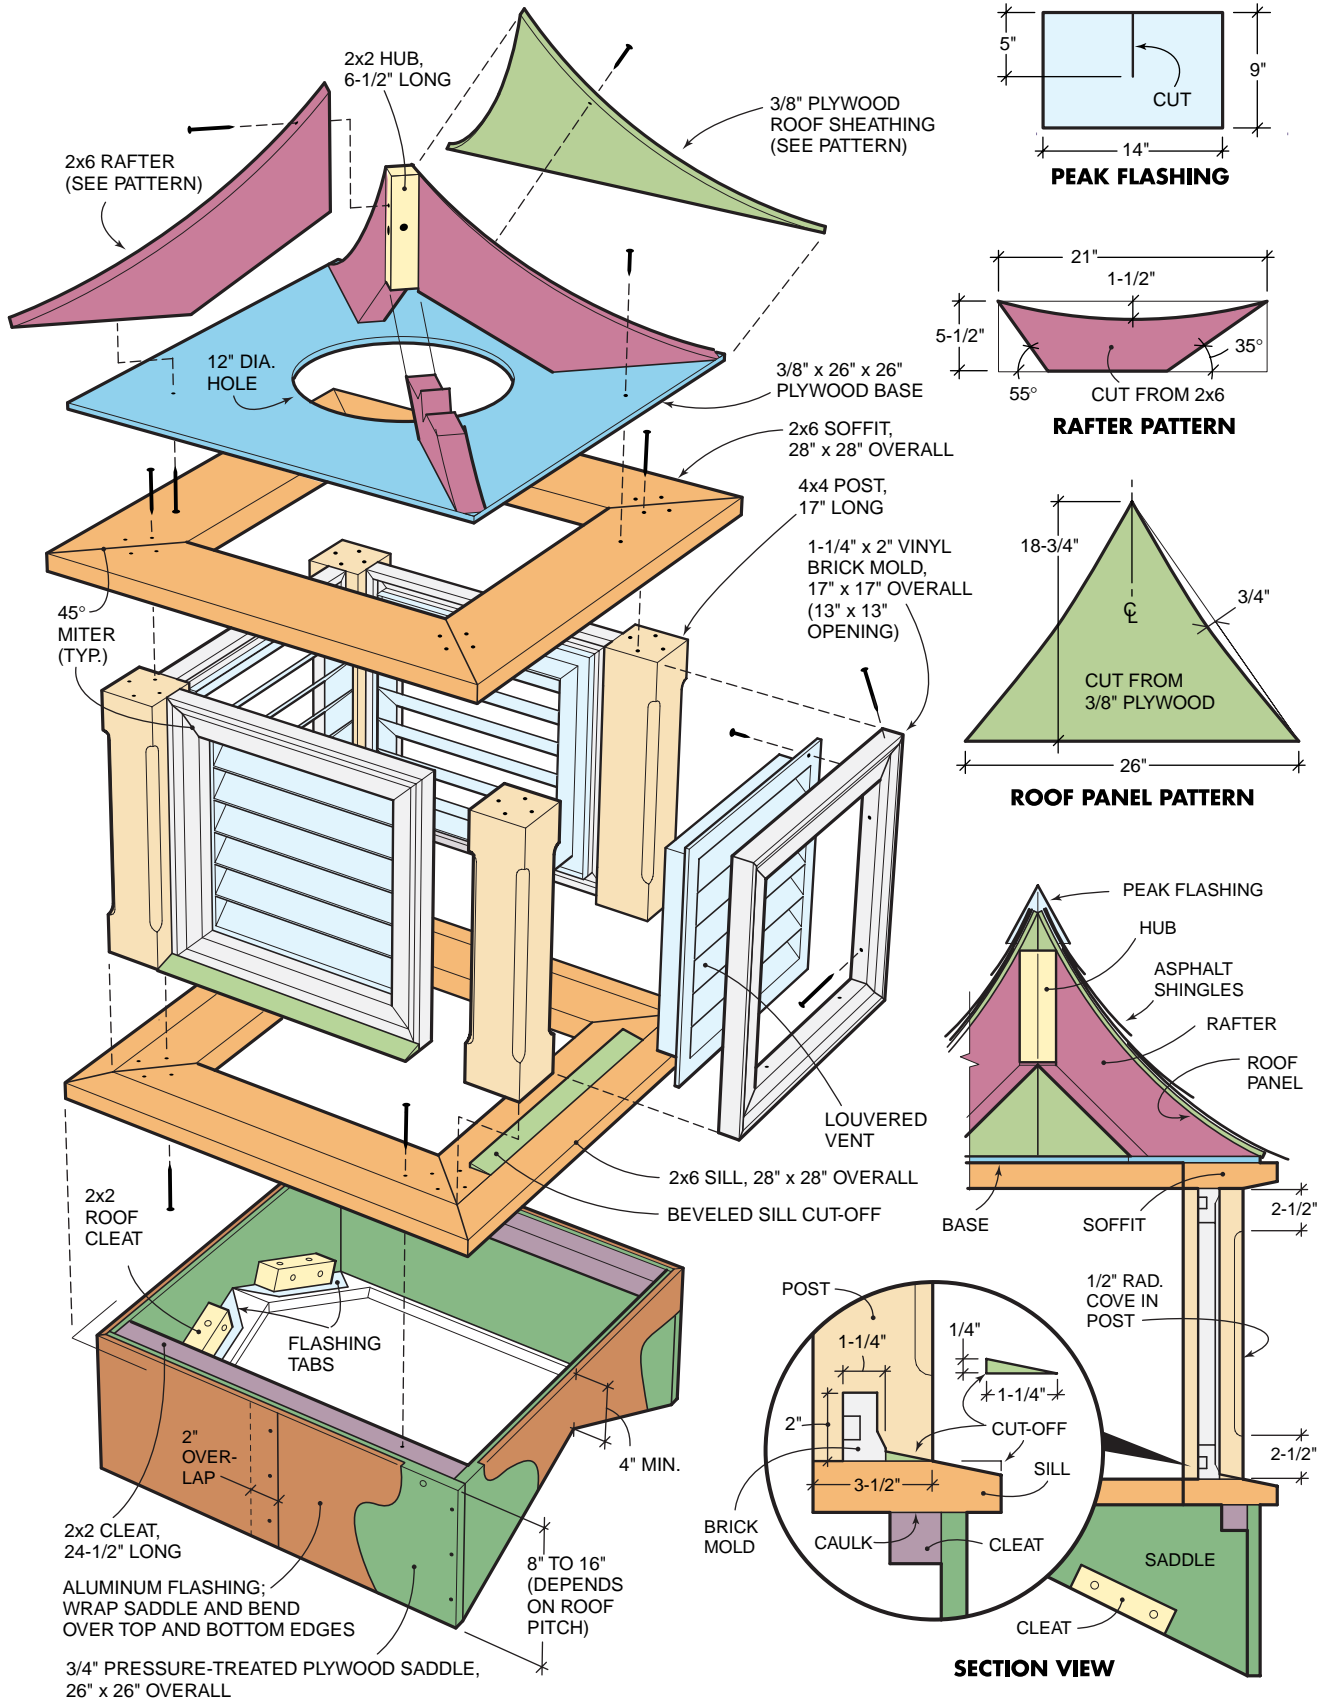 2x2 HUB,
6-1/2" LONG
3/8" PLYWOOD
ROOF SHEATHING
(SEE PATTERN)
2x6 RAFTER
(SEE PATTERN)
12" DIA.
HOLE
3/8" x 26" x 26"
PLYWOOD BASE
2x6 SOFFIT,
28" x 28" OVERALL
4x4 POST,
17" LONG
1-1/4" x 2" VINYL
BRICK MOLD,
17" x 17" OVERALL
(13" x 13"
OPENING)
45°
MITER
(TYP.)
LOUVERED
VENT
2x6 SILL, 28" x 28" OVERALL
BEVELED SILL CUT-OFF
2x2
ROOF
CLEAT
FLASHING
TABS
2"
OVER-
LAP
4" MIN.
2x2 CLEAT,
24-1/2" LONG
8" TO 16"
(DEPENDS
ON ROOF
PITCH)
ALUMINUM FLASHING;
WRAP SADDLE AND BEND
OVER TOP AND BOTTOM EDGES
3/4" PRESSURE-TREATED PLYWOOD SADDLE,
26" x 26" OVERALL
5"
9"
CUT
14"
PEAK FLASHING
21"
1-1/2"
5-1/2"
35°
55°
CUT FROM 2x6
RAFTER PATTERN
18-3/4"
℄
3/4"
CUT FROM
3/8" PLYWOOD
26"
ROOF PANEL PATTERN
PEAK FLASHING
HUB
ASPHALT
SHINGLES
RAFTER
ROOF
PANEL
BASE
SOFFIT
2-1/2"
1/2" RAD.
COVE IN
POST
POST
1-1/4"
1/4"
1-1/4"
2"
CUT-OFF
2-1/2"
SILL
3-1/2"
BRICK
MOLD
CAULK
CLEAT
SADDLE
CLEAT
SECTION VIEW